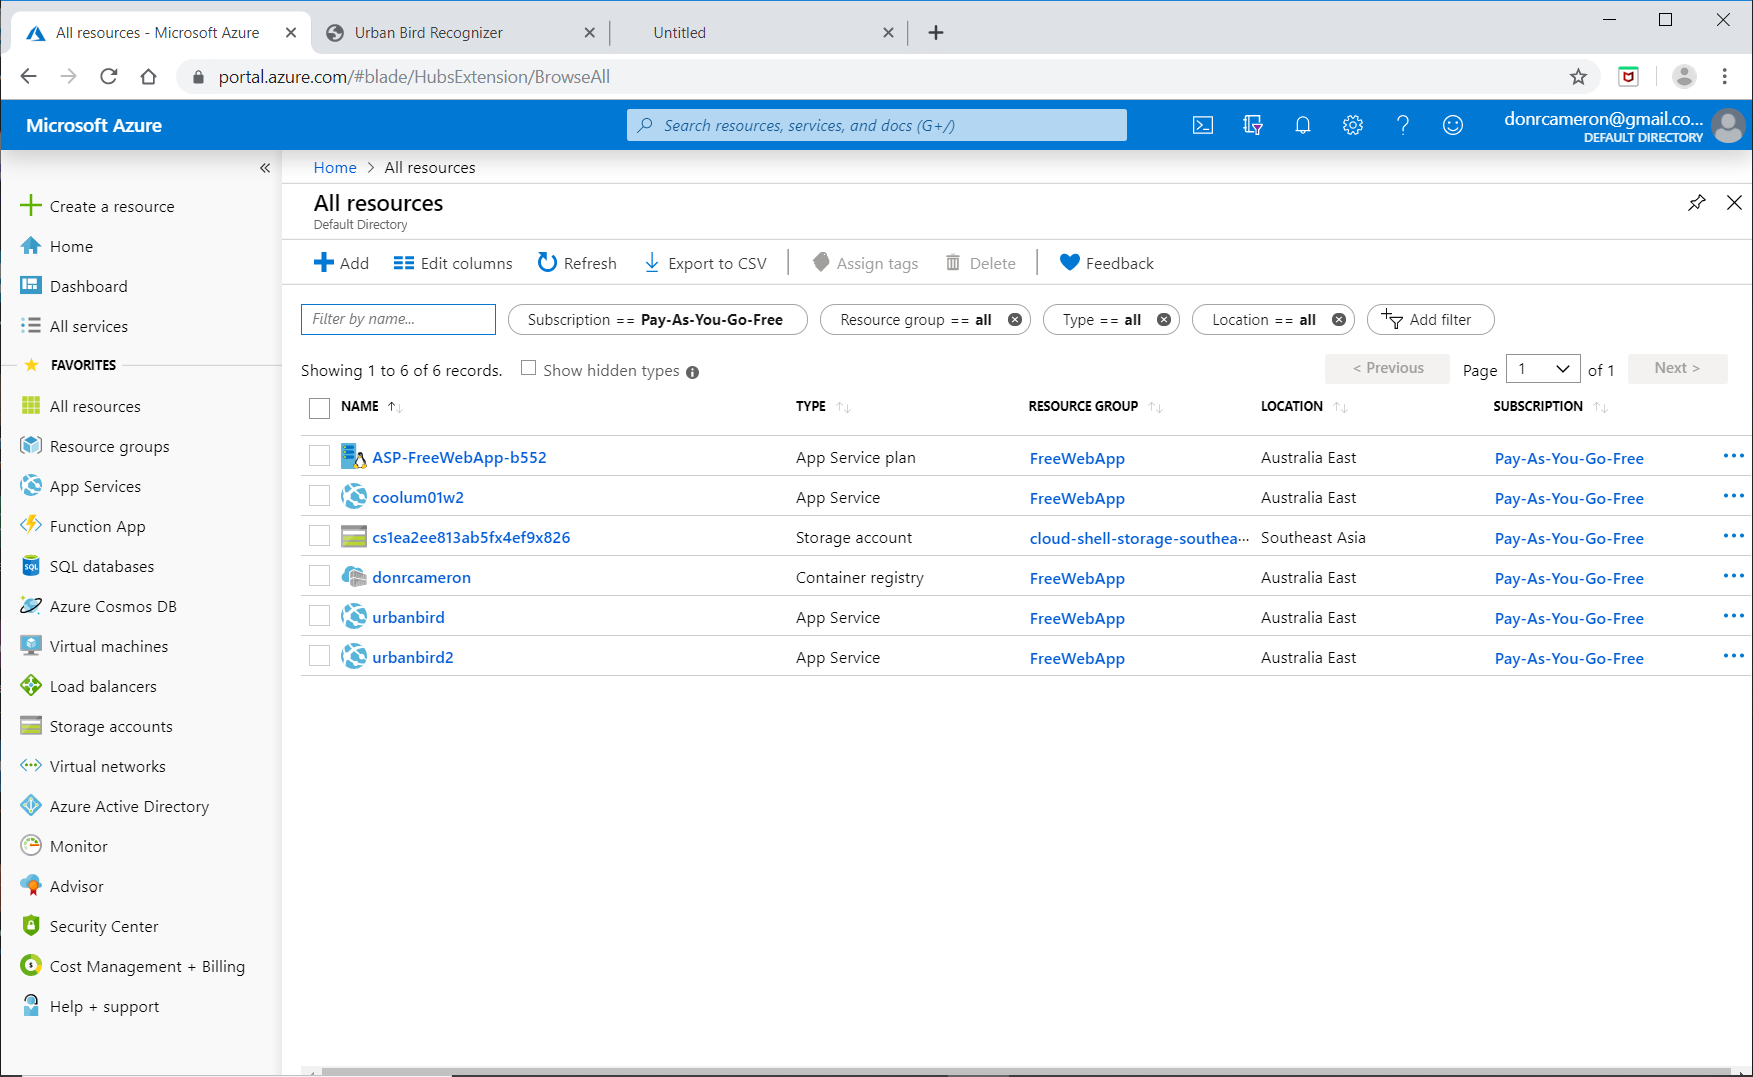 All resources - Microsoft Azure
Urban Bird Recognizer
Untitled
portal.azure.com/#blade/HubsExtension/BrowseAll
Microsoft Azure
Search resources, services, and docs (G+/)
donrcameron@gmail.co...
DEFAULT DIRECTORY
Home > All resources
All resources
Default Directory
Add Edit columns Refresh Export to CSV Assign tags Delete Feedback
Filter by name...
Subscription == Pay-As-You-Go-Free
Resource group == all
Type == all
Location == all
Add filter
Showing 1 to 6 of 6 records.
Show hidden types
< Previous
Page 1 of 1
Next >
NAME TYPE RESOURCE GROUP LOCATION SUBSCRIPTION
ASP-FreeWebApp-b552 App Service plan FreeWebApp Australia East Pay-As-You-Go-Free
coolum01w2 App Service FreeWebApp Australia East Pay-As-You-Go-Free
cs1ea2ee813ab5fx4ef9x826 Storage account cloud-shell-storage-southea... Southeast Asia Pay-As-You-Go-Free
donrcameron Container registry FreeWebApp Australia East Pay-As-You-Go-Free
urbanbird App Service FreeWebApp Australia East Pay-As-You-Go-Free
urbanbird2 App Service FreeWebApp Australia East Pay-As-You-Go-Free
Create a resource
Home
Dashboard
All services
FAVORITES
All resources
Resource groups
App Services
Function App
SQL databases
Azure Cosmos DB
Virtual machines
Load balancers
Storage accounts
Virtual networks
Azure Active Directory
Monitor
Advisor
Security Center
Cost Management + Billing
Help + support